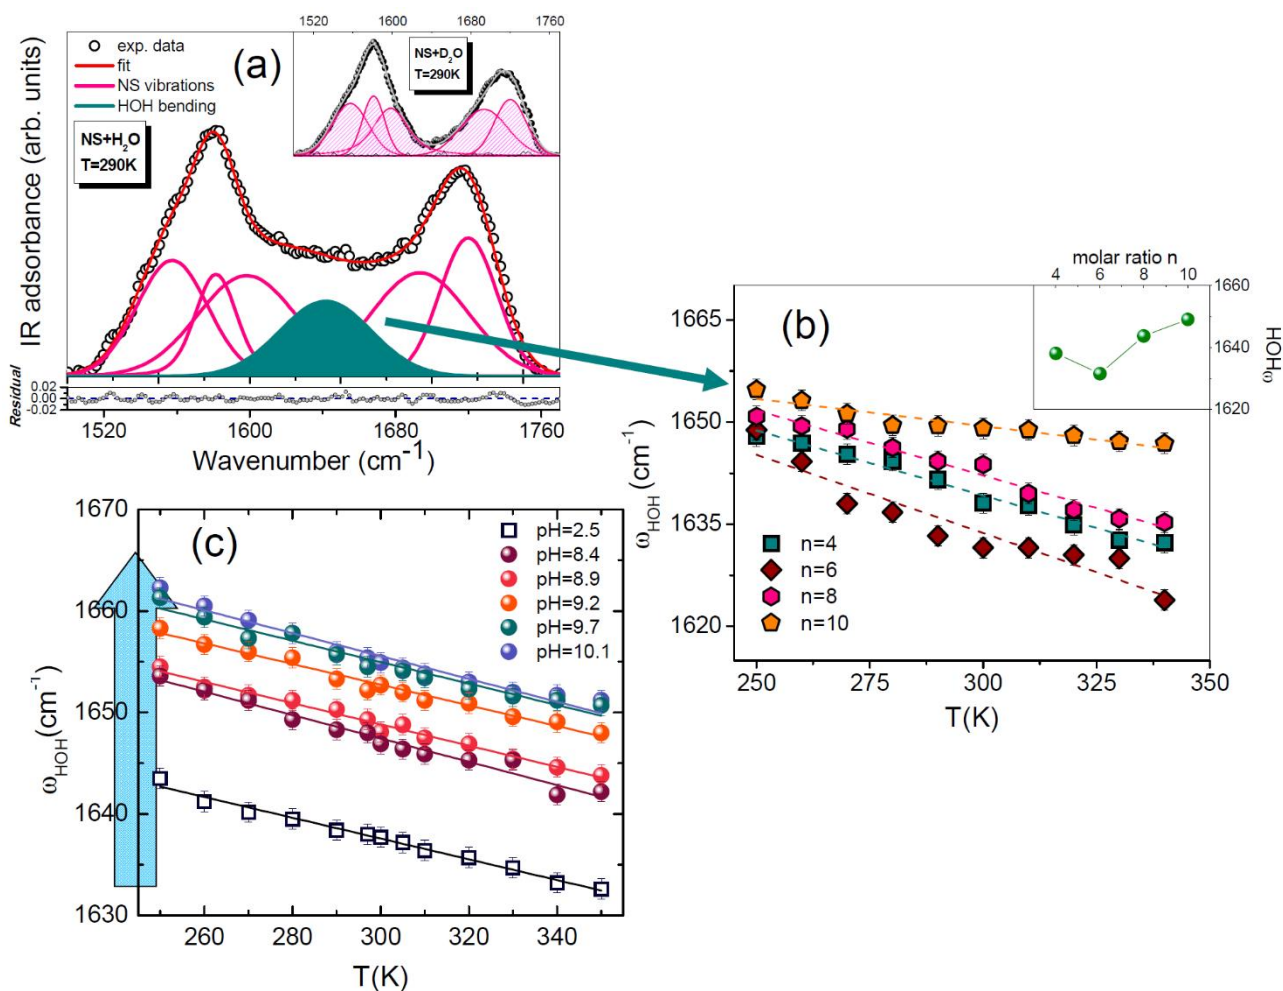 1520 1600 1680 1760
IR adsorbance (arb. units)
exp. data
fit
NS vibrations
HOH bending
(a)
NS+D₂O
T=290K
NS+H₂O
T=290K
Residual
0.02
0.00
-0.02
1520 1600 1680 1760
Wavenumber (cm⁻¹)
molar ratio n
4 6 8 10
1660
1640
1620
HOHω
(b)
1665
1650
1635
1620
ω_HOH (cm⁻¹)
n=4
n=6
n=8
n=10
250 275 300 325 350
T(K)
(c)
1670
1660
1650
1640
1630
ω_HOH(cm⁻¹)
pH=2.5
pH=8.4
pH=8.9
pH=9.2
pH=9.7
pH=10.1
260 280 300 320 340
T(K)